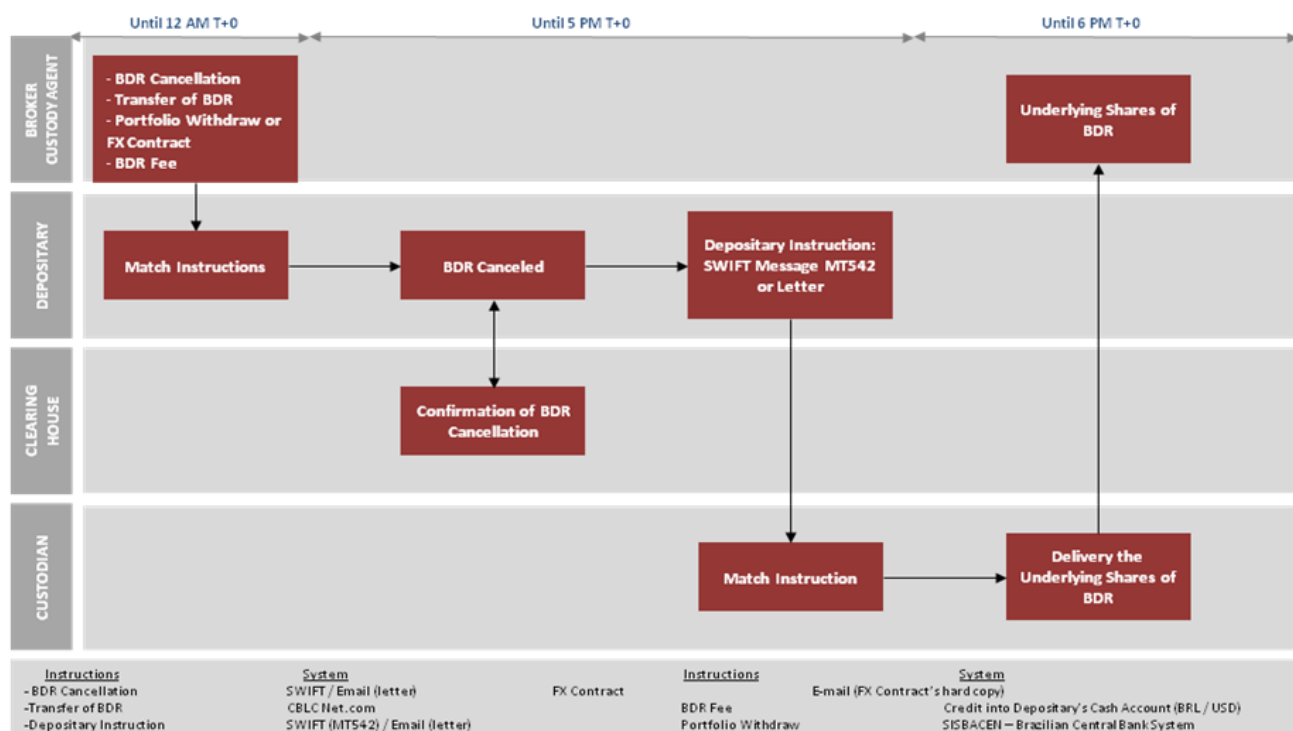 Until 12 AM T+0
Until 5 PM T+0
Until 6 PM T+0
BROKER
CUSTODY AGENT
- BDR Cancellation
- Transfer of BDR
- Portfolio Withdraw or
FX Contract
- BDR Fee
Underlying Shares of
BDR
DEPOSITARY
Match Instructions
BDR Canceled
Depositary Instruction:
SWIFT Message MT542
or Letter
CLEARING
HOUSE
Confirmation of BDR
Cancellation
CUSTODIAN
Match Instruction
Delivery the
Underlying Shares of
BDR
Instructions
System
Instructions
System
- BDR Cancellation
SWIFT / Email (letter)
FX Contract
E-mail (FX Contract's hard copy)
-Transfer of BDR
CBLC Net.com
BDR Fee
Credit into Depositary's Cash Account (BRL / USD)
-Depositary Instruction
SWIFT (MT542) / Email (letter)
Portfolio Withdraw
SISBACEN – Brazilian Central Bank System